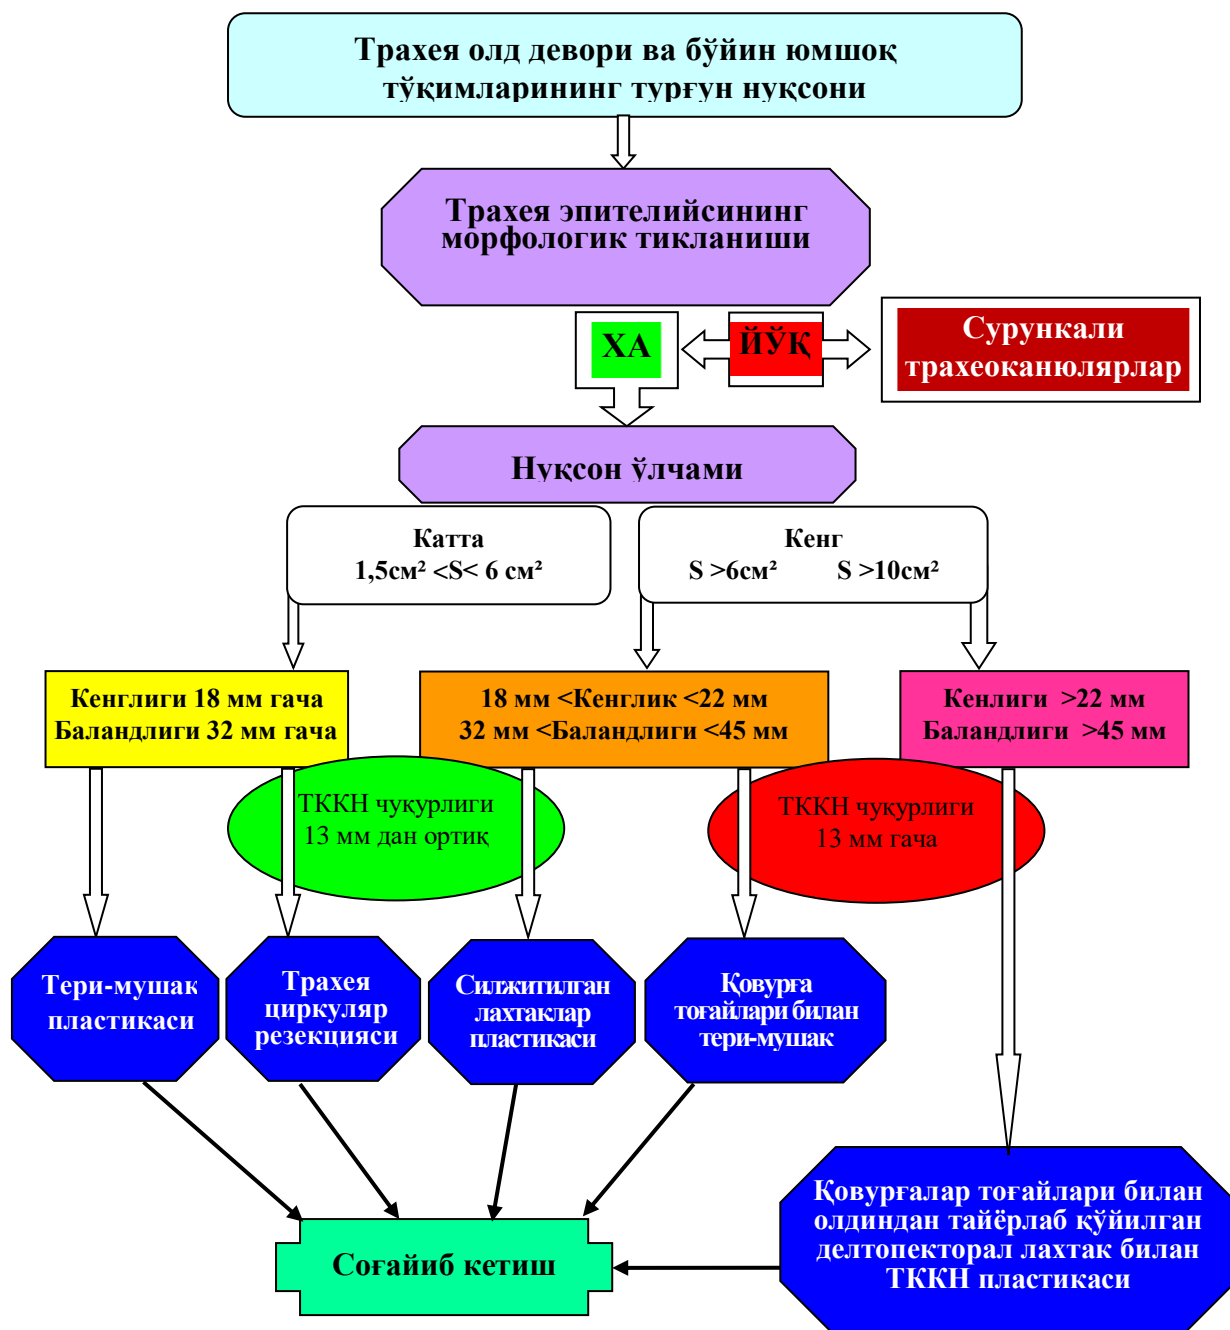 Трахея олд девори ва бўйин юмшоқ
тўқимларининг турғун нуқсони
Трахея эпителийсининг
морфологик тикланиши
ХА
ЙЎҚ
Сурункали
трахеоканюлярлар
Нуқсон ўлчами
Катта
1,5см² <S< 6 см²
Кенг
S >6см² S >10см²
Кенглиги 18 мм гача
Баландлиги 32 мм гача
18 мм <Кенглик <22 мм
32 мм <Баландлиги <45 мм
Кенлиги >22 мм
Баландлиги >45 мм
ТККН чуқурлиги
13 мм дан ортиқ
ТККН чуқурлиги
13 мм гача
Тери-мушак
пластикаси
Трахея
циркуляр
резекцияси
Силжитилган
лахтаклар
пластикаси
Қовурға
тоғайлари билан
тери-мушак
Қовурғалар тоғайлари билан
олдиндан тайёрлаб қўйилган
делтопекторал лахтак билан
ТККН пластикаси
Соғайиб кетиш